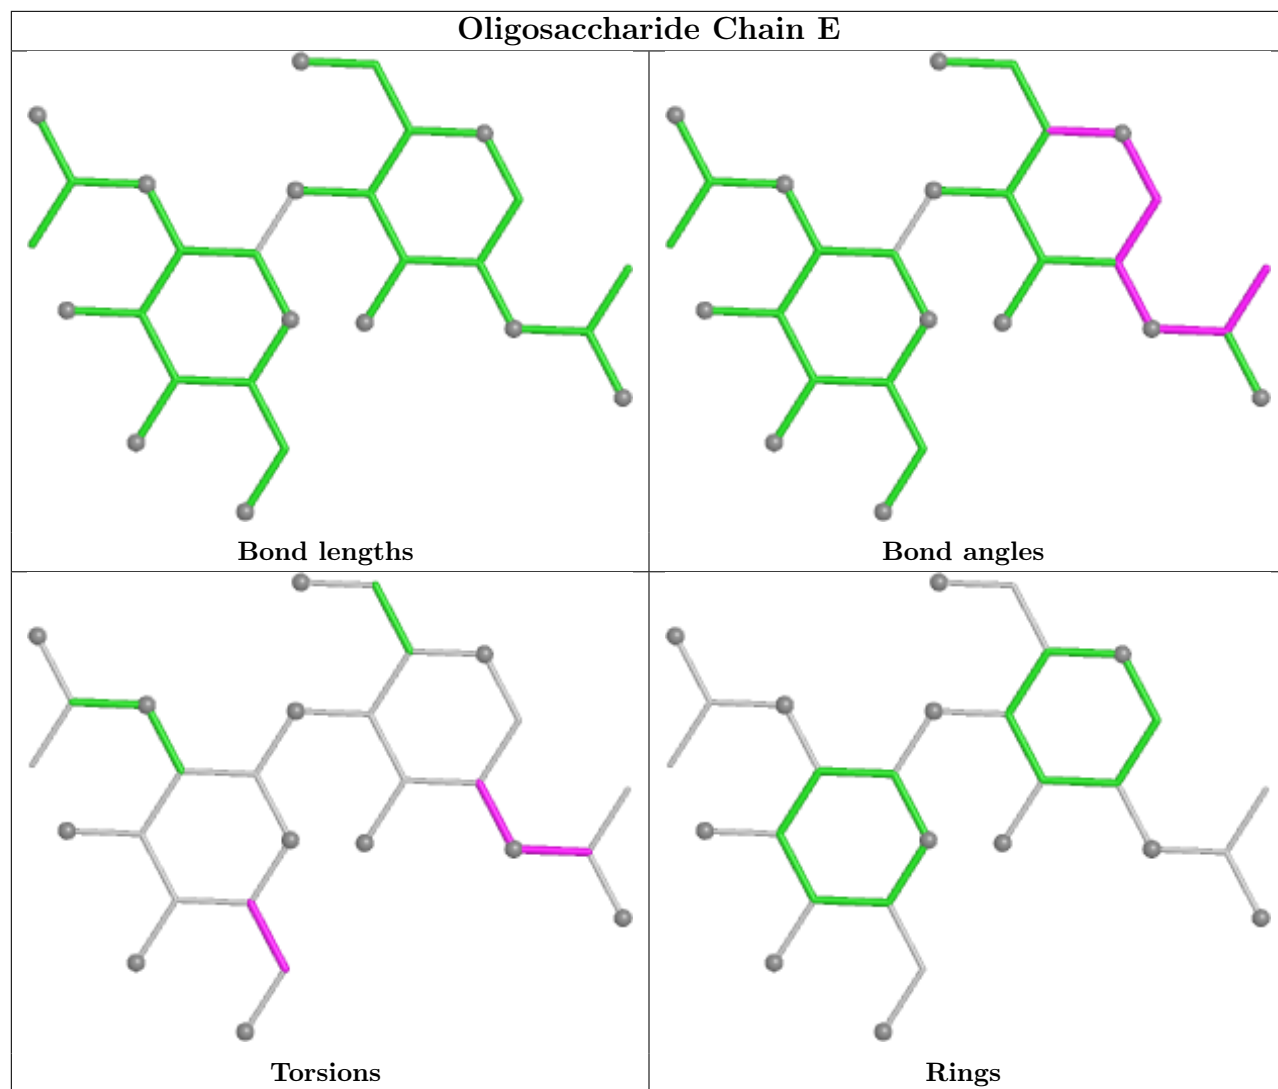 Oligosaccharide Chain E
Bond lengths
Bond angles
Torsions
Rings